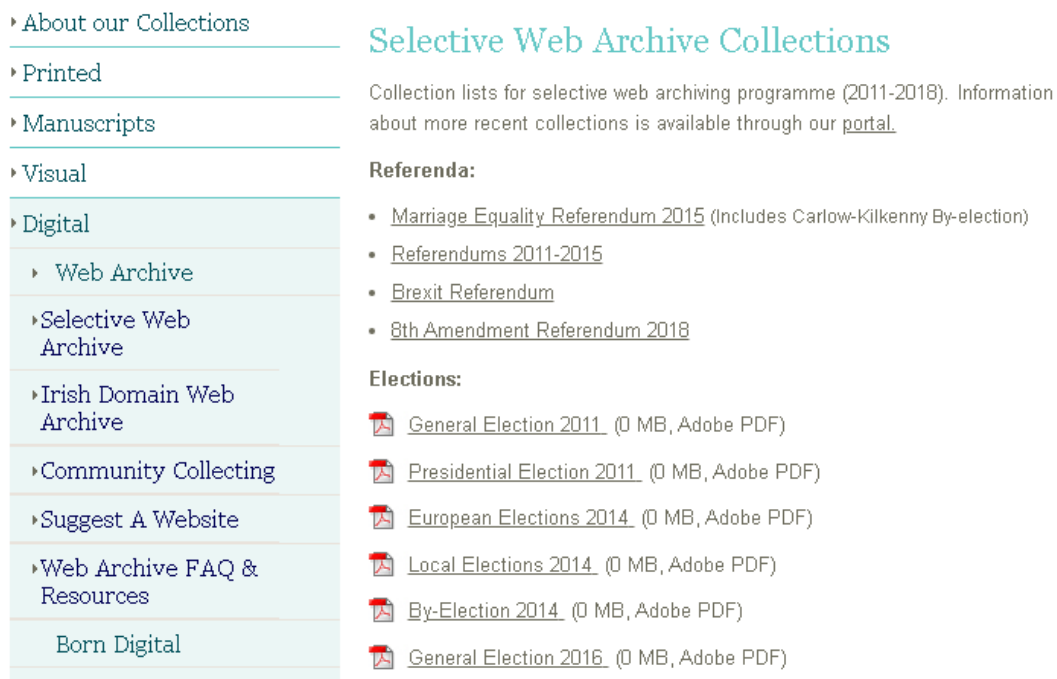 About our Collections
Printed
Manuscripts
Visual
Digital
Web Archive
Selective Web
Archive
Irish Domain Web
Archive
Community Collecting
Suggest A Website
Web Archive FAQ &
Resources
Born Digital
Selective Web Archive Collections
Collection lists for selective web archiving programme (2011-2018). Information
about more recent collections is available through our portal.
Referenda:
• Marriage Equality Referendum 2015 (Includes Carlow-Kilkenny By-election)
• Referendums 2011-2015
• Brexit Referendum
• 8th Amendment Referendum 2018
Elections:
General Election 2011 (0 MB, Adobe PDF)
Presidential Election 2011 (0 MB, Adobe PDF)
European Elections 2014 (0 MB, Adobe PDF)
Local Elections 2014 (0 MB, Adobe PDF)
By-Election 2014 (0 MB, Adobe PDF)
General Election 2016 (0 MB, Adobe PDF)